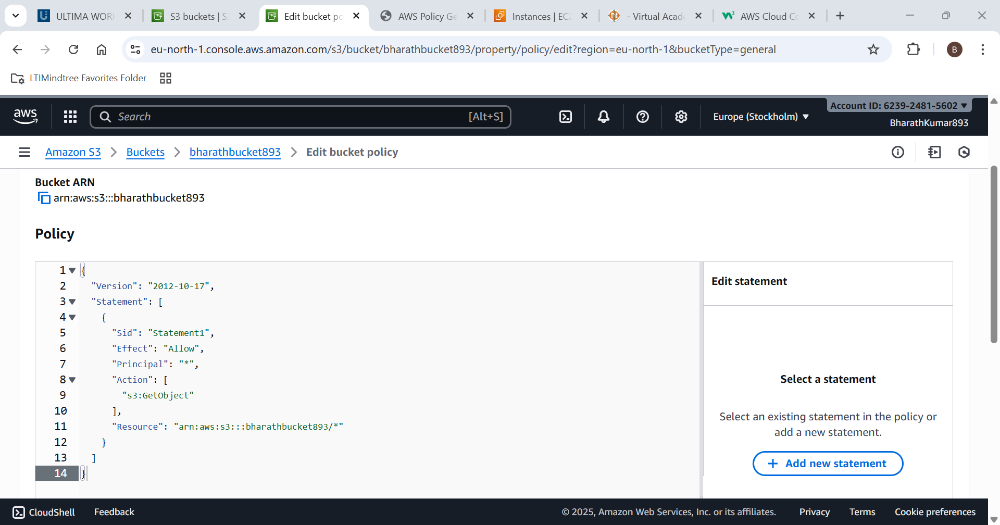 ULTIMA WOR
S3 buckets | S
Edit bucket po
AWS Policy Ge
Instances | EC2
- Virtual Acad
AWS Cloud Co
eu-north-1.console.aws.amazon.com/s3/bucket/bharathbucket893/property/policy/edit?region=eu-north-1&bucketType=general
B
LTIMindtree Favorites Folder
aws
Search
[Alt+S]
Europe (Stockholm)
Account ID: 6239-2481-5602
BharathKumar893
Amazon S3
Buckets
bharathbucket893
Edit bucket policy
Bucket ARN
arn:aws:s3:::bharathbucket893
Policy
1 {
2 "Version": "2012-10-17",
3 "Statement": [
4 {
5 "Sid": "Statement1",
6 "Effect": "Allow",
7 "Principal": "*",
8 "Action": [
9 "s3:GetObject"
10 ],
11 "Resource": "arn:aws:s3:::bharathbucket893/*"
12 }
13 ]
14 }
Edit statement
Select a statement
Select an existing statement in the policy or
add a new statement.
+ Add new statement
CloudShell
Feedback
© 2025, Amazon Web Services, Inc. or its affiliates.
Privacy
Terms
Cookie preferences